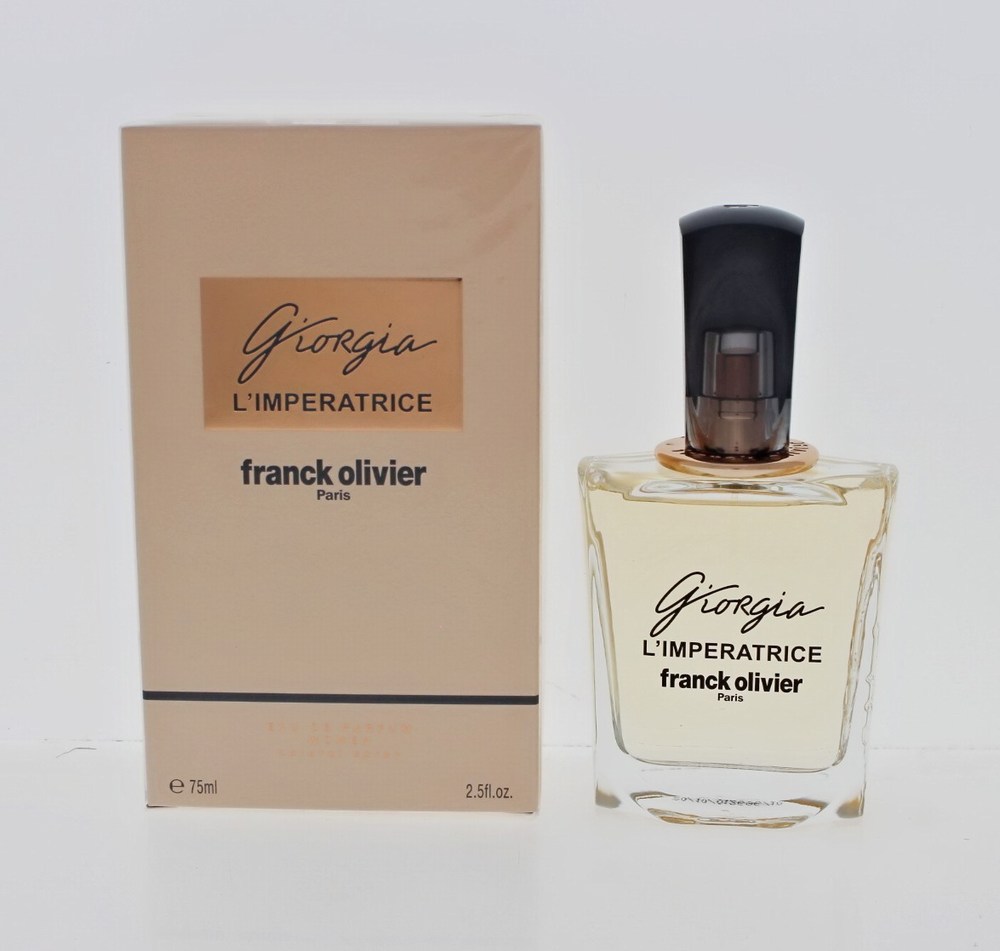 Giorgia
L'IMPERATRICE
franck olivier
Paris
℮ 75ml
2.5fl.oz.
Giorgia
L'IMPERATRICE
franck olivier
Paris